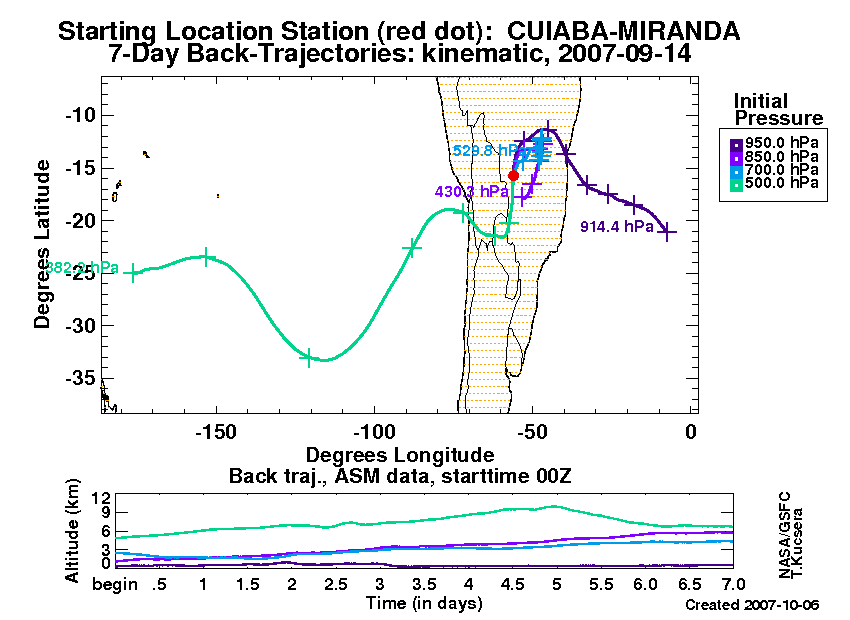 Starting Location Station (red dot):  CUIABA-MIRANDA
7-Day Back-Trajectories: kinematic, 2007-09-14
Initial
Pressure
950.0 hPa
850.0 hPa
700.0 hPa
500.0 hPa
Degrees Latitude
-10
-15
-20
-25
-30
-35
529.8 hPa
430.3 hPa
914.4 hPa
hPa
-150 -100 -50 0
Degrees Longitude
Back traj., ASM data, starttime 00Z
Altitude (km)
12
9
6
3
0
begin .5 1 1.5 2 2.5 3 3.5 4 4.5 5 5.5 6.0 6.5 7.0
Time (in days)
NASA/GSFC
T.Kucsera
Created 2007-10-06